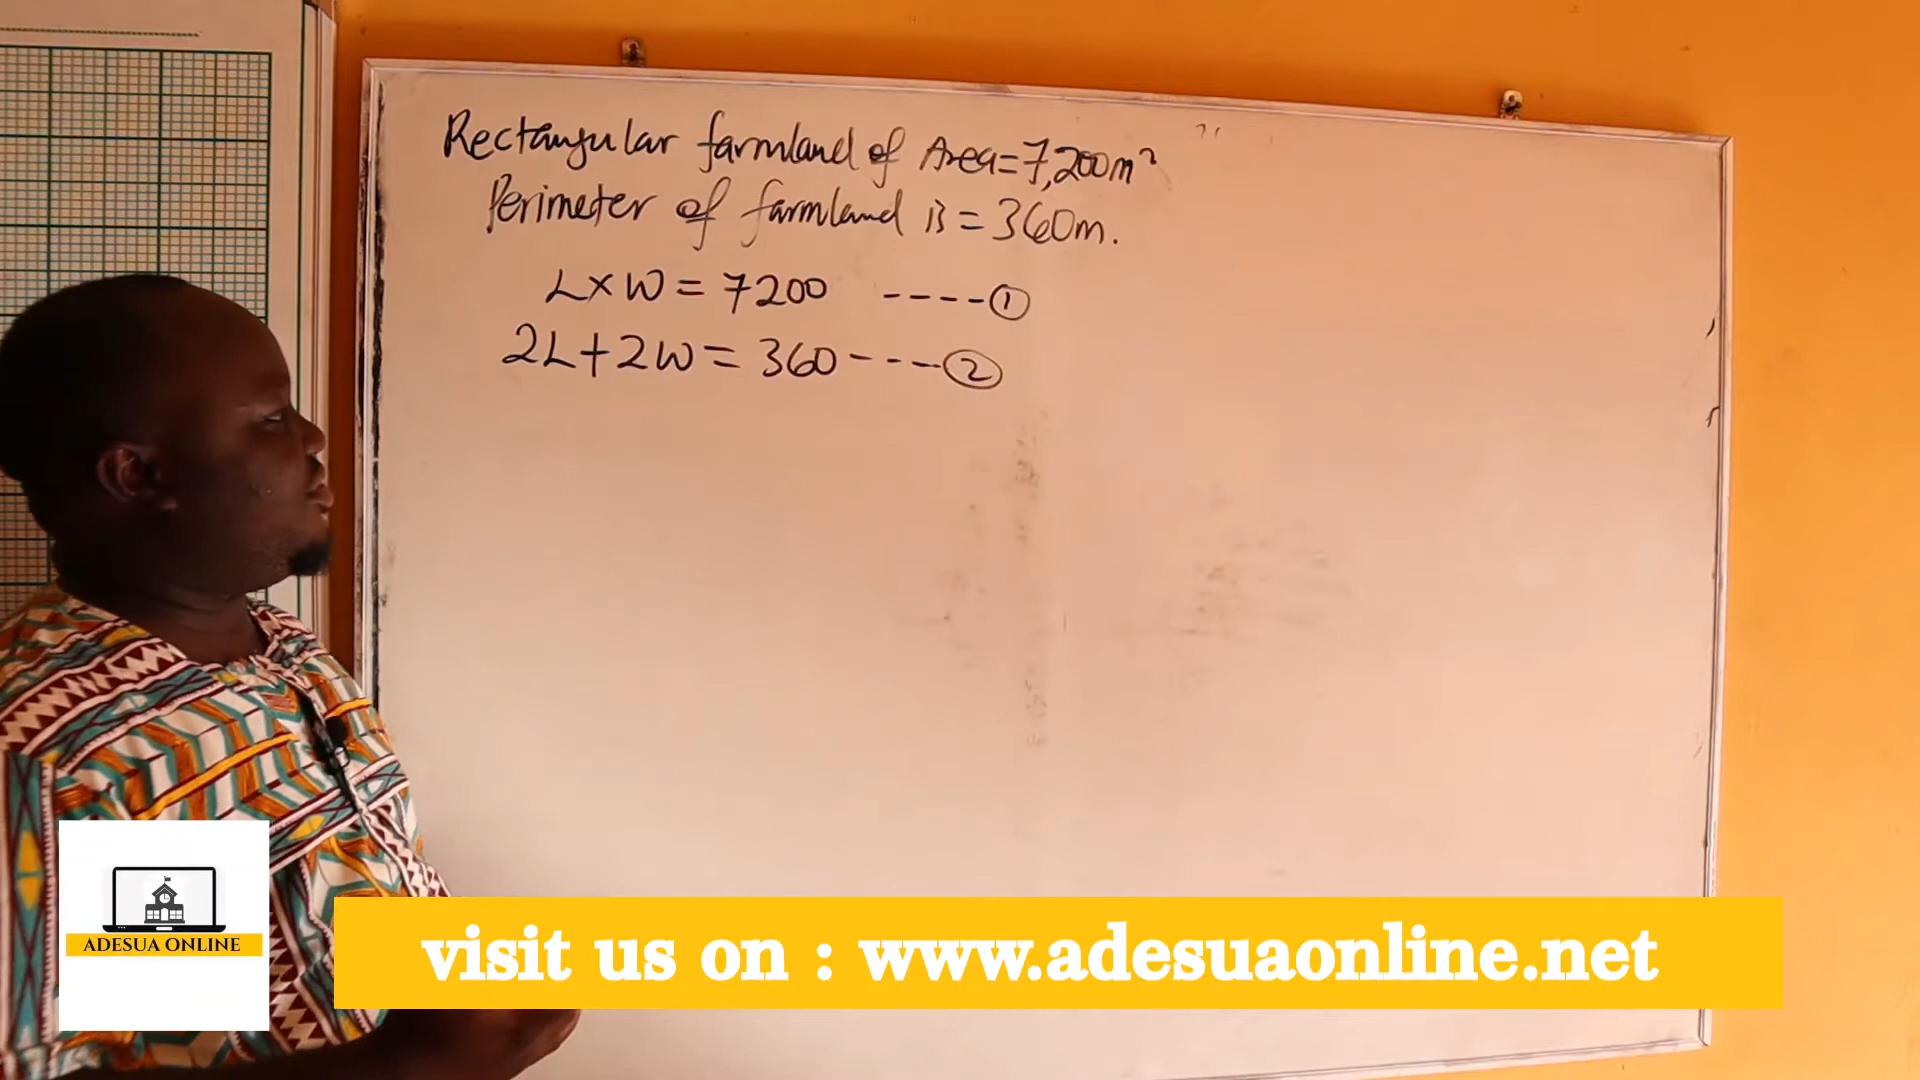 Rectangular farmland of Area=7,200m²
Perimeter of farmland is = 360m.
L×W = 7200 ----①
2L+2W = 360----②
ADESUA ONLINE
visit us on : www.adesuaonline.net